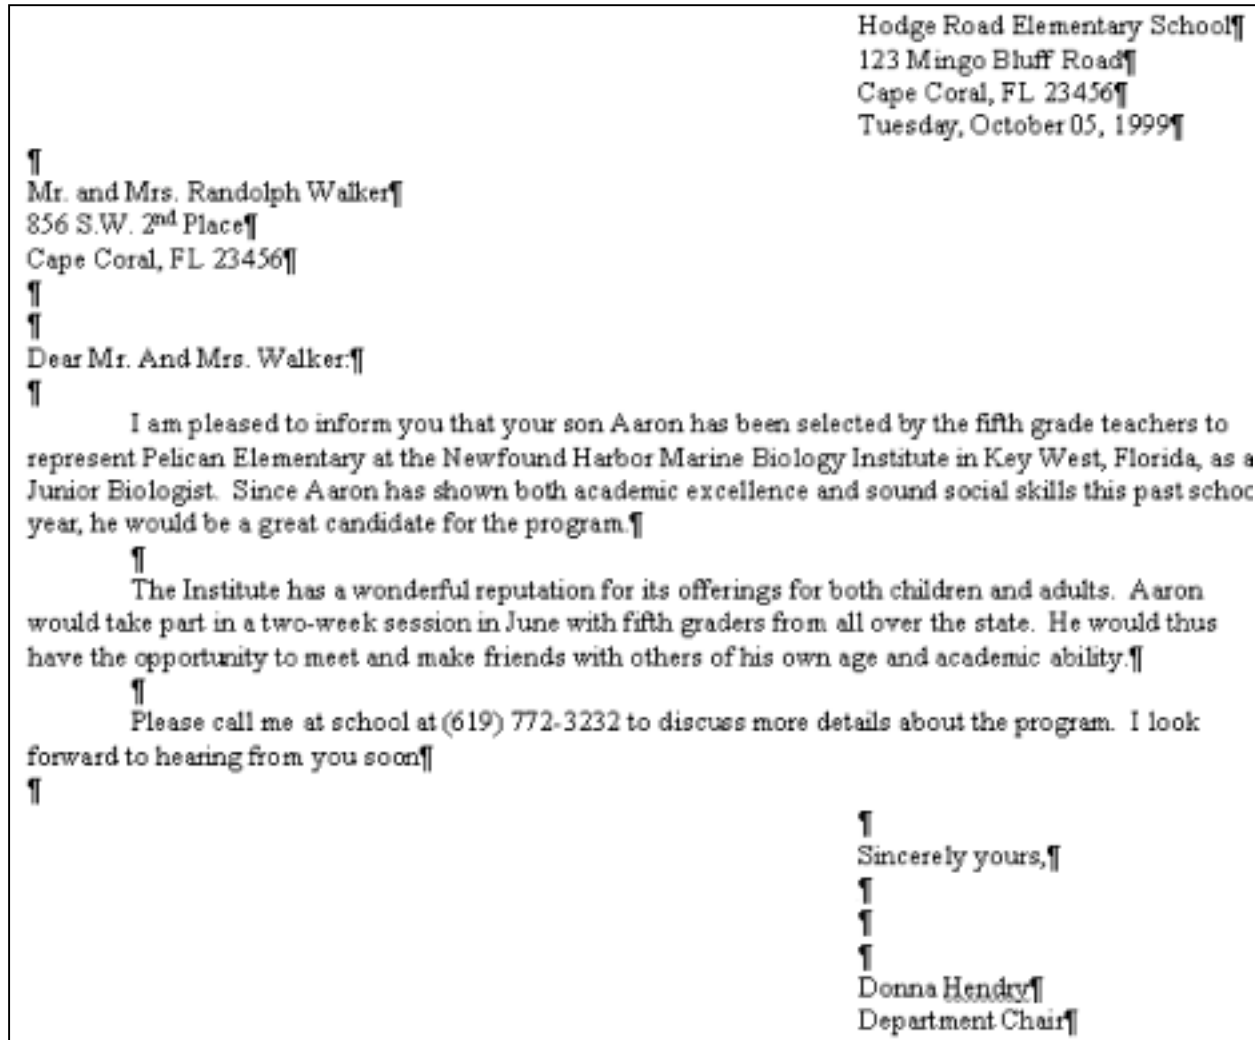 Hodge Road Elementary School¶
123 Mingo Bluff Road¶
Cape Coral, FL 23456¶
Tuesday, October 05, 1999¶
¶
Mr. and Mrs. Randolph Walker¶
856 S.W. 2nd Place¶
Cape Coral, FL 23456¶
¶
¶
Dear Mr. And Mrs. Walker:¶
¶
I am pleased to inform you that your son Aaron has been selected by the fifth grade teachers to
represent Pelican Elementary at the Newfound Harbor Marine Biology Institute in Key West, Florida, as a
Junior Biologist.  Since Aaron has shown both academic excellence and sound social skills this past schoo
year, he would be a great candidate for the program.¶
¶
The Institute has a wonderful reputation for its offerings for both children and adults.  Aaron
would take part in a two-week session in June with fifth graders from all over the state.  He would thus
have the opportunity to meet and make friends with others of his own age and academic ability.¶
¶
Please call me at school at (619) 772-3232 to discuss more details about the program.  I look
forward to hearing from you soon¶
¶
¶
Sincerely yours,¶
¶
¶
¶
Donna Hendry¶
Department Chair¶